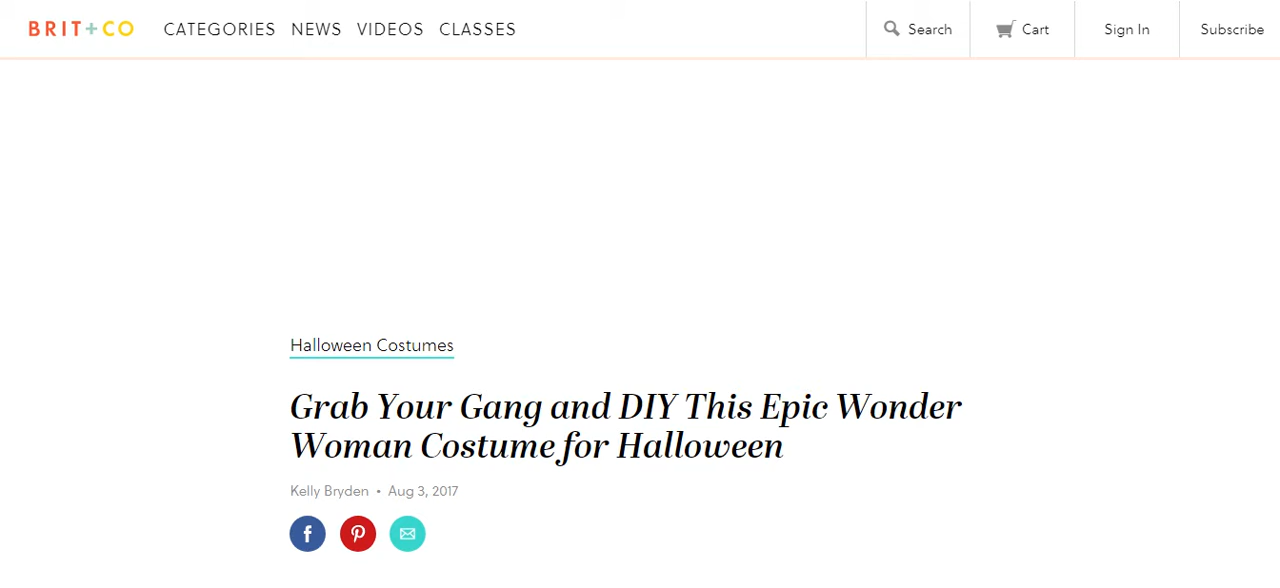 BRIT+CO CATEGORIES NEWS VIDEOS CLASSES Search Cart Sign In Subscribe
Halloween Costumes
Grab Your Gang and DIY This Epic Wonder
Woman Costume for Halloween
Kelly Bryden • Aug 3, 2017